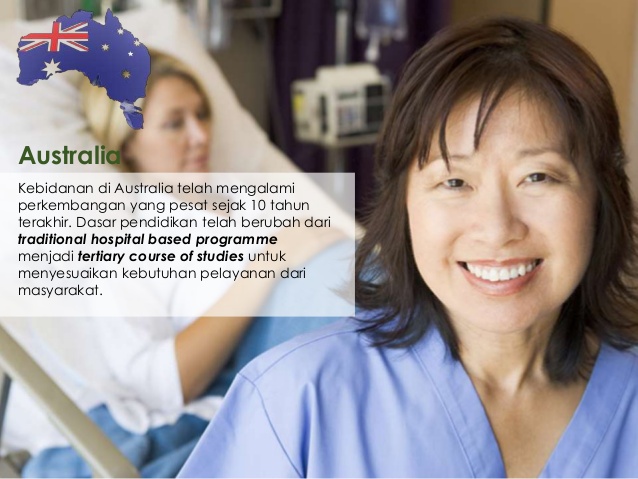 Australia
Kebidanan di Australia telah mengalami
perkembangan yang pesat sejak 10 tahun
terakhir. Dasar pendidikan telah berubah dari
traditional hospital based programme
menjadi tertiary course of studies untuk
menyesuaikan kebutuhan pelayanan dari
masyarakat.